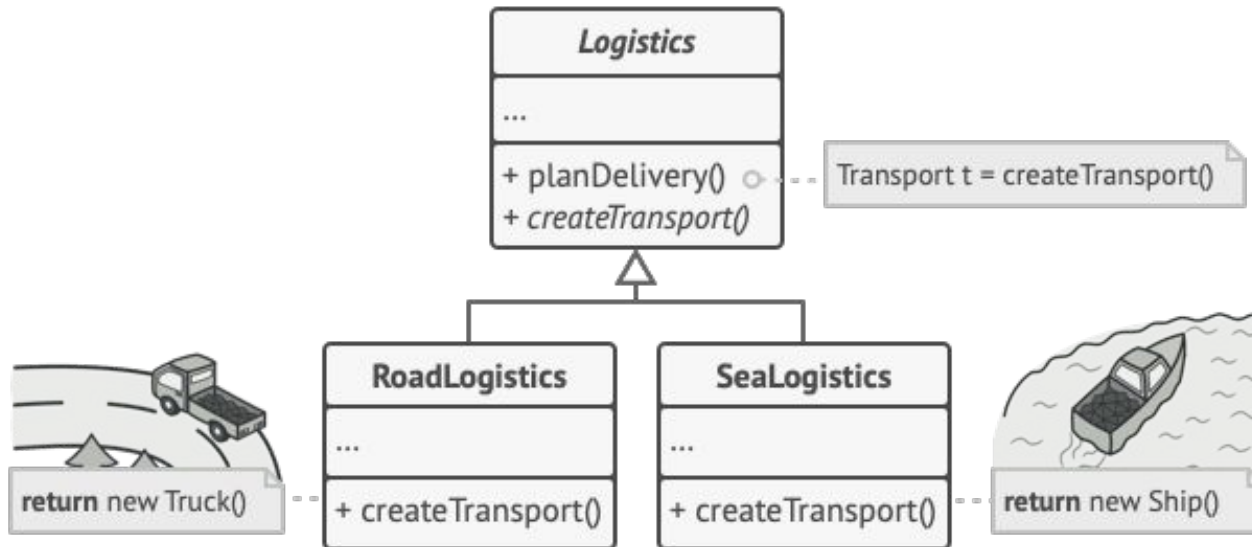 Logistics
...
+ planDelivery()
+ createTransport()
Transport t = createTransport()
RoadLogistics
...
+ createTransport()
SeaLogistics
...
+ createTransport()
return new Truck()
return new Ship()